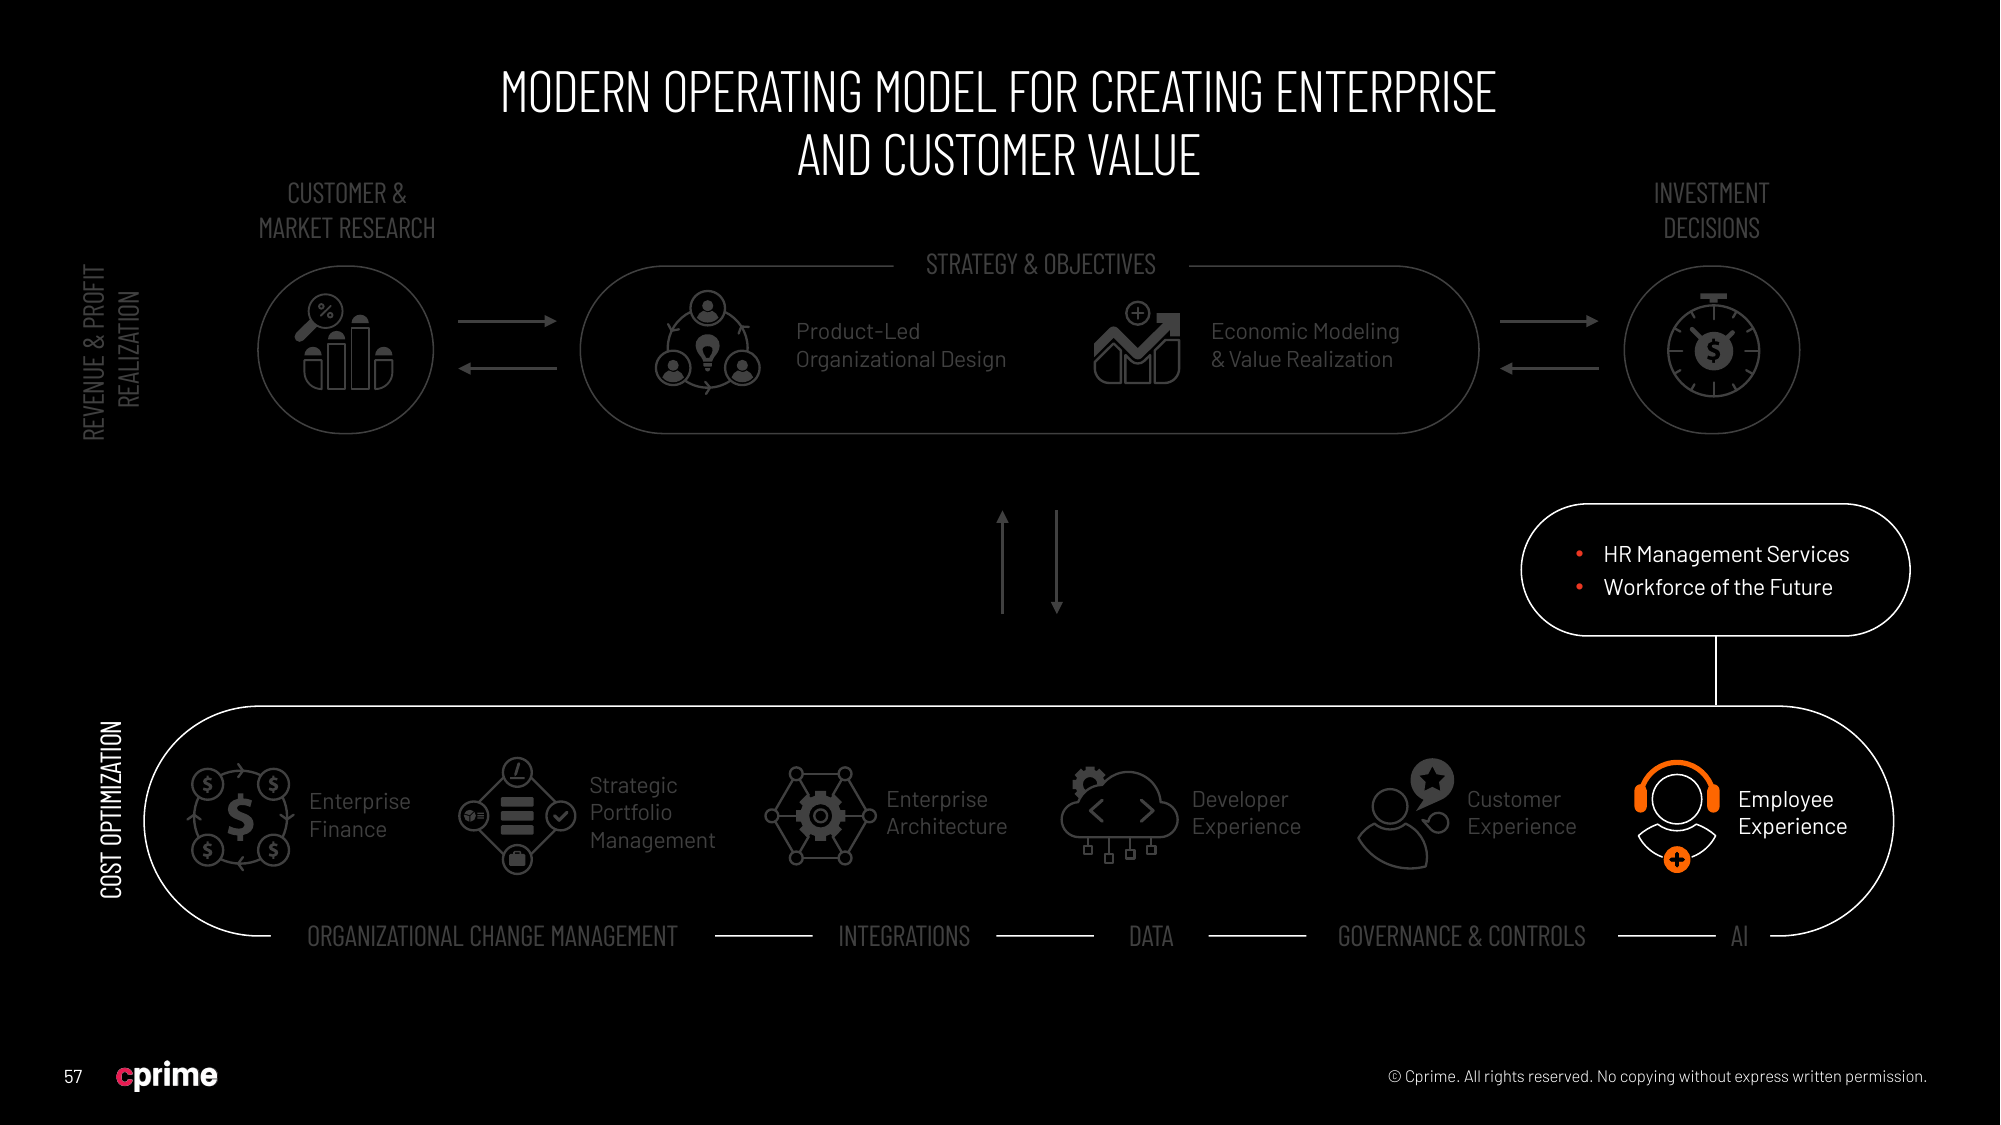 MODERN OPERATING MODEL FOR CREATING ENTERPRISE
AND CUSTOMER VALUE
CUSTOMER &
MARKET RESEARCH
INVESTMENT
DECISIONS
REVENUE & PROFIT
REALIZATION
STRATEGY & OBJECTIVES
%
Product-Led
Organizational Design
Economic Modeling
& Value Realization
$
• HR Management Services
• Workforce of the Future
COST OPTIMIZATION
$ $
$
$ $
Enterprise
Finance
Strategic
Portfolio
Management
Enterprise
Architecture
Developer
Experience
Customer
Experience
Employee
Experience
ORGANIZATIONAL CHANGE MANAGEMENT
INTEGRATIONS
DATA
GOVERNANCE & CONTROLS
AI
57
cprime
© Cprime. All rights reserved. No copying without express written permission.